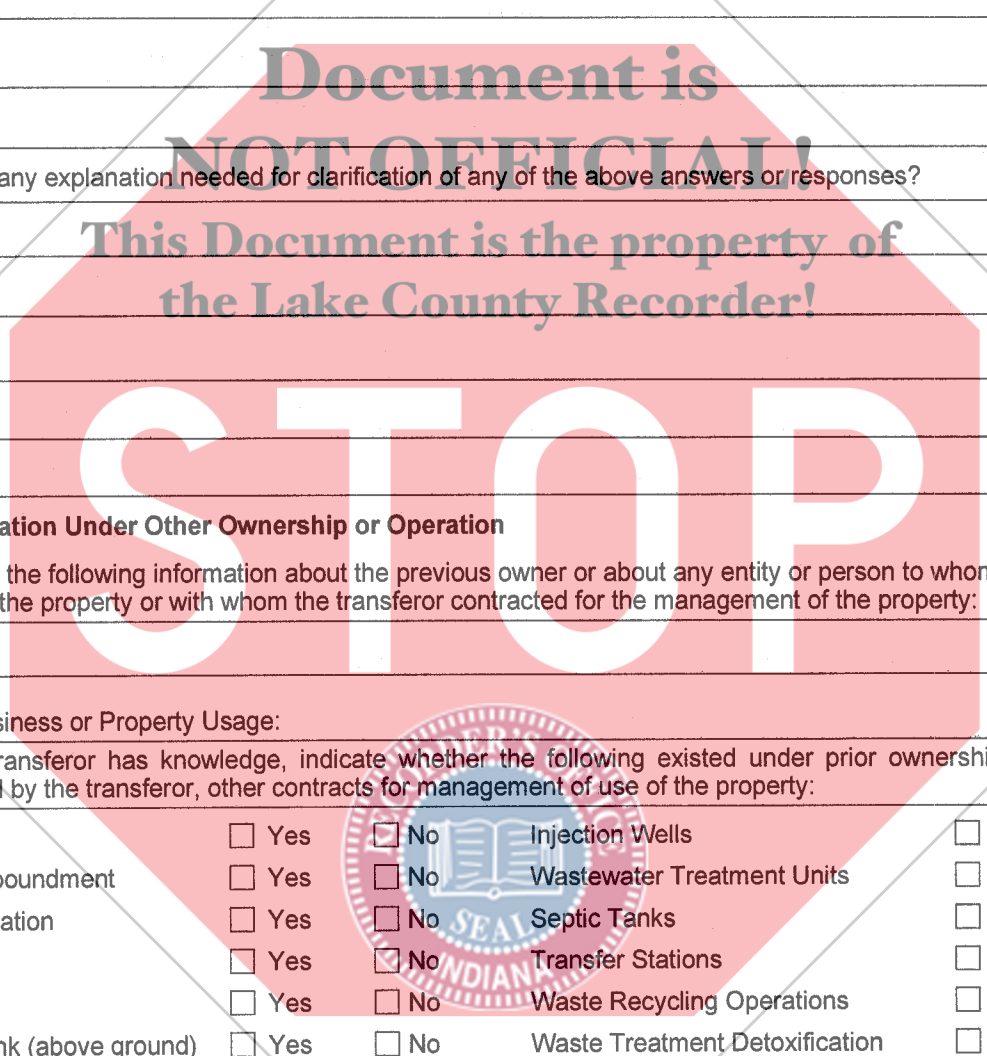 Document is
NOT OFFICIAL!
any explanation needed for clarification of any of the above answers or responses?
This Document is the property of
the Lake County Recorder!
STOP
ation Under Other Ownership or Operation
the following information about the previous owner or about any entity or person to whom
the property or with whom the transferor contracted for the management of the property:
siness or Property Usage:
ransferor has knowledge, indicate whether the following existed under prior ownershi
by the transferor, other contracts for management of use of the property:
RECORDER'S OFFICE
SEAL
INDIANA
Yes No Injection Wells
poundment Yes No Wastewater Treatment Units
ation Yes No Septic Tanks
Yes No Transfer Stations
Yes No Waste Recycling Operations
nk (above ground) Yes No Waste Treatment Detoxification